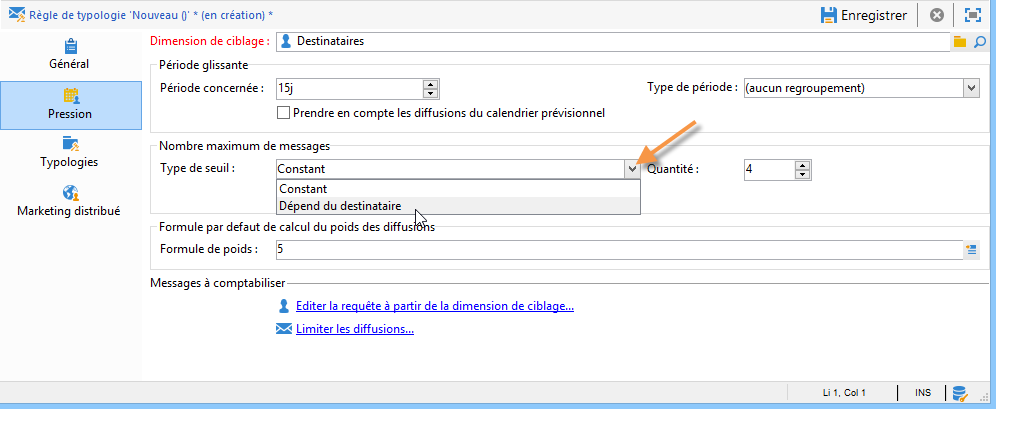 Règle de typologie 'Nouveau ()' * (en création) *
Enregistrer
Général
Pression
Typologies
Marketing distribué
Dimension de ciblage : Destinataires
Période glissante
Période concernée : 15j
Type de période : (aucun regroupement)
Prendre en compte les diffusions du calendrier prévisionnel
Nombre maximum de messages
Type de seuil : Constant
Quantité : 4
Constant
Dépend du destinataire
Formule par defaut de calcul du poids des diffusions
Formule de poids : 5
Messages à comptabiliser
Editer la requête à partir de la dimension de ciblage...
Limiter les diffusions...
Li 1, Col 1 INS